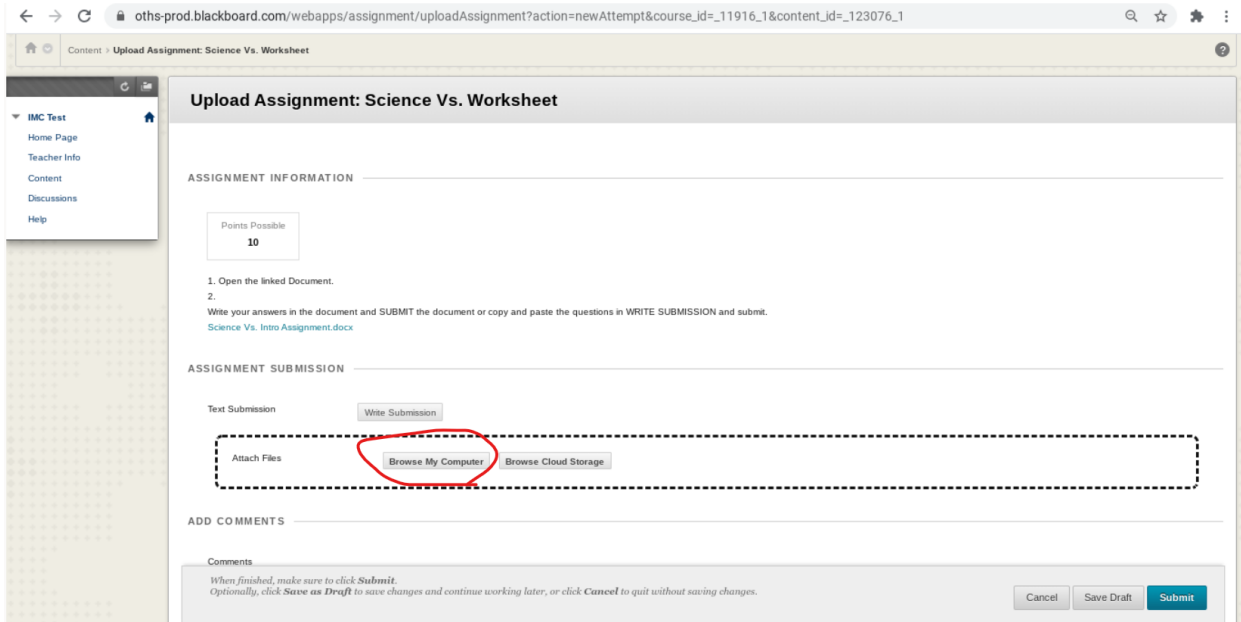 oths-prod.blackboard.com/webapps/assignment/uploadAssignment?action=newAttempt&course_id=_11916_1&content_id=_123076_1
Content > Upload Assignment: Science Vs. Worksheet
IMC Test
Home Page
Teacher Info
Content
Discussions
Help
Upload Assignment: Science Vs. Worksheet
ASSIGNMENT INFORMATION
Points Possible
10
1. Open the linked Document.
2.
Write your answers in the document and SUBMIT the document or copy and paste the questions in WRITE SUBMISSION and submit.
Science Vs. Intro Assignment.docx
ASSIGNMENT SUBMISSION
Text Submission Write Submission
Attach Files Browse My Computer Browse Cloud Storage
ADD COMMENTS
Comments
When finished, make sure to click Submit.
Optionally, click Save as Draft to save changes and continue working later, or click Cancel to quit without saving changes.
Cancel Save Draft Submit